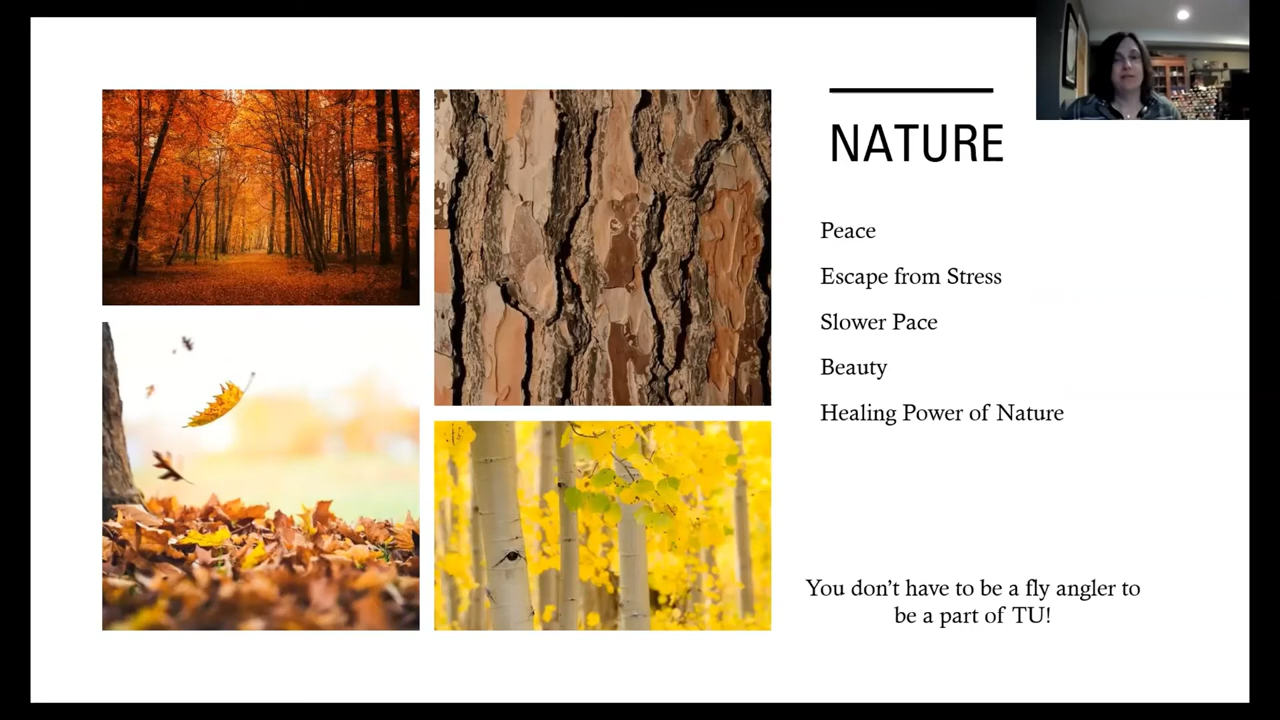 NATURE
Peace
Escape from Stress
Slower Pace
Beauty
Healing Power of Nature
You don't have to be a fly angler to
be a part of TU!